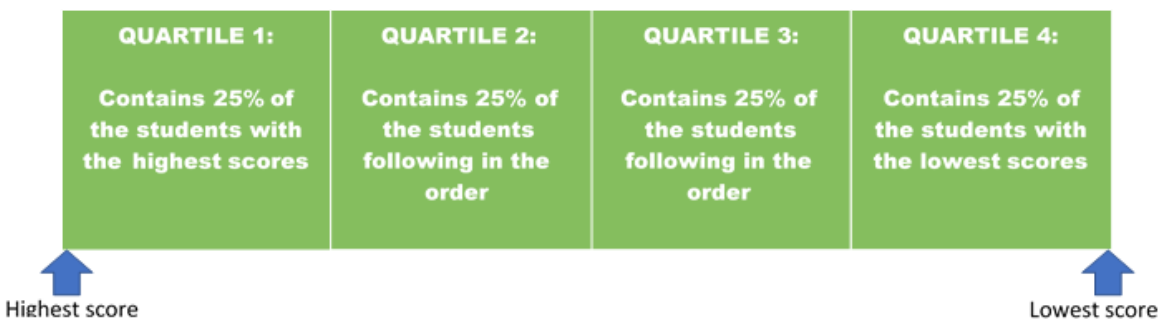 QUARTILE 1:
Contains 25% of
the students with
the highest scores
QUARTILE 2:
Contains 25% of
the students
following in the
order
QUARTILE 3:
Contains 25% of
the students
following in the
order
QUARTILE 4:
Contains 25% of
the students with
the lowest scores
Highest score
Lowest score